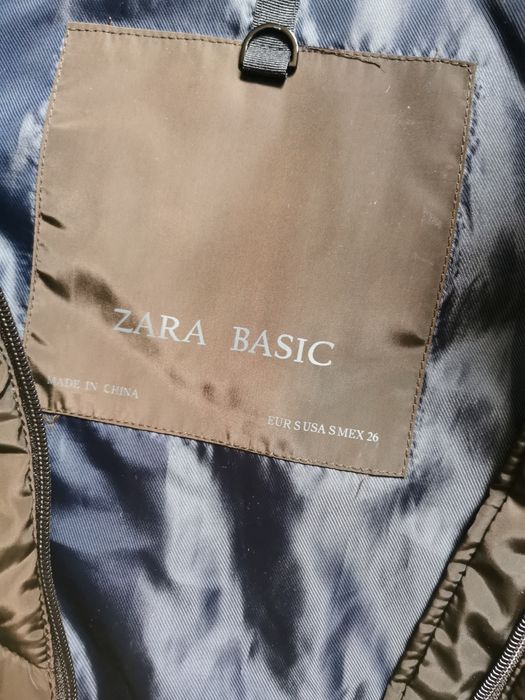 ZARA BASIC
MADE IN CHINA
EUR S USA S MEX 26